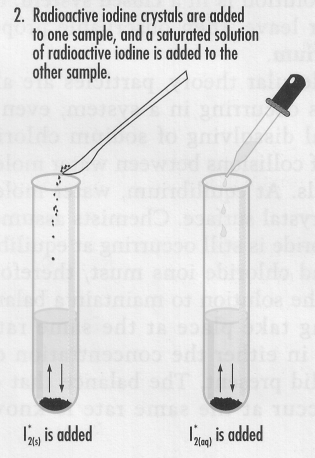 2. Radioactive iodine crystals are added
to one sample, and a saturated solution
of radioactive iodine is added to the
other sample.
I*2(s) is added
I*2(aq) is added